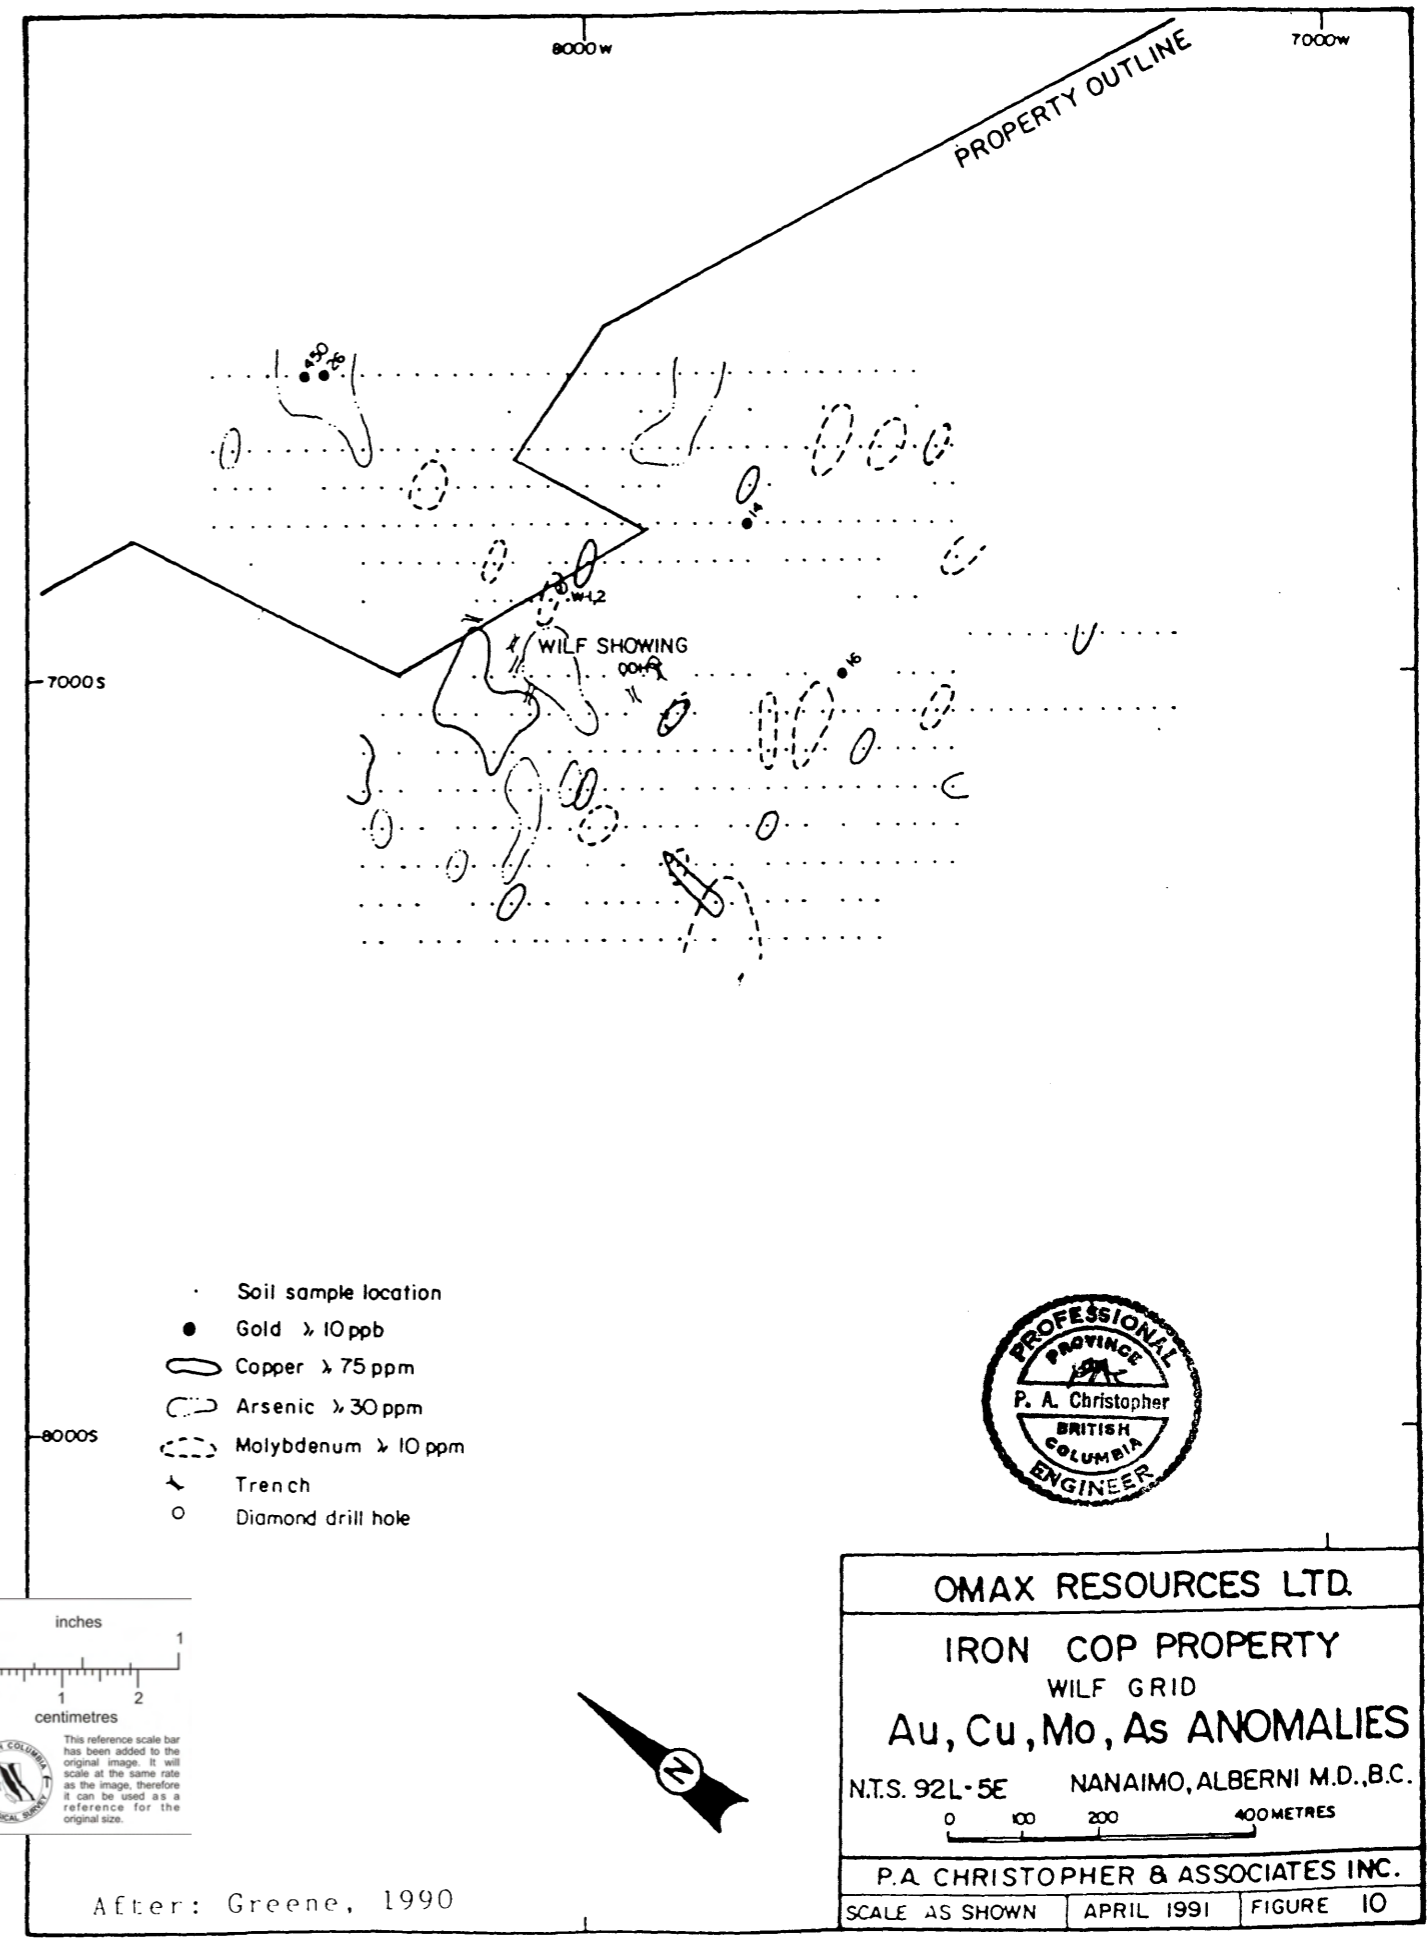 8000W
7000W
PROPERTY OUTLINE
450
26
14
W-1,2
WILF SHOWING
16
7000S
8000S
Soil sample location
Gold ⩾ 10 ppb
Copper ⩾ 75 ppm
Arsenic ⩾ 30 ppm
Molybdenum ⩾ 10 ppm
Trench
Diamond drill hole
PROFESSIONAL
PROVINCE
P. A. Christopher
BRITISH
COLUMBIA
ENGINEER
inches
1
1 2
centimetres
This reference scale bar
has been added to the
original image. It will
scale at the same rate
as the image, therefore
it can be used as a
reference for the
original size.
N
After: Greene, 1990
OMAX RESOURCES LTD.
IRON COP PROPERTY
WILF GRID
Au, Cu, Mo, As ANOMALIES
N.T.S. 92L-5E NANAIMO, ALBERNI M.D., B.C.
0 100 200 400 METRES
P.A. CHRISTOPHER & ASSOCIATES INC.
SCALE AS SHOWN APRIL 1991 FIGURE 10